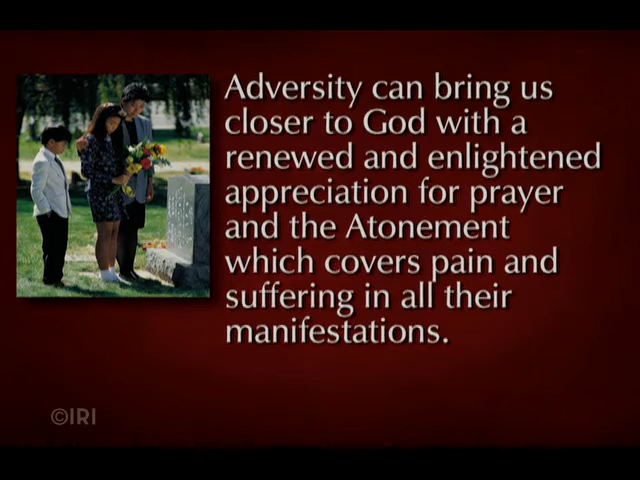 Adversity can bring us
closer to God with a
renewed and enlightened
appreciation for prayer
and the Atonement
which covers pain and
suffering in all their
manifestations.
©IRI